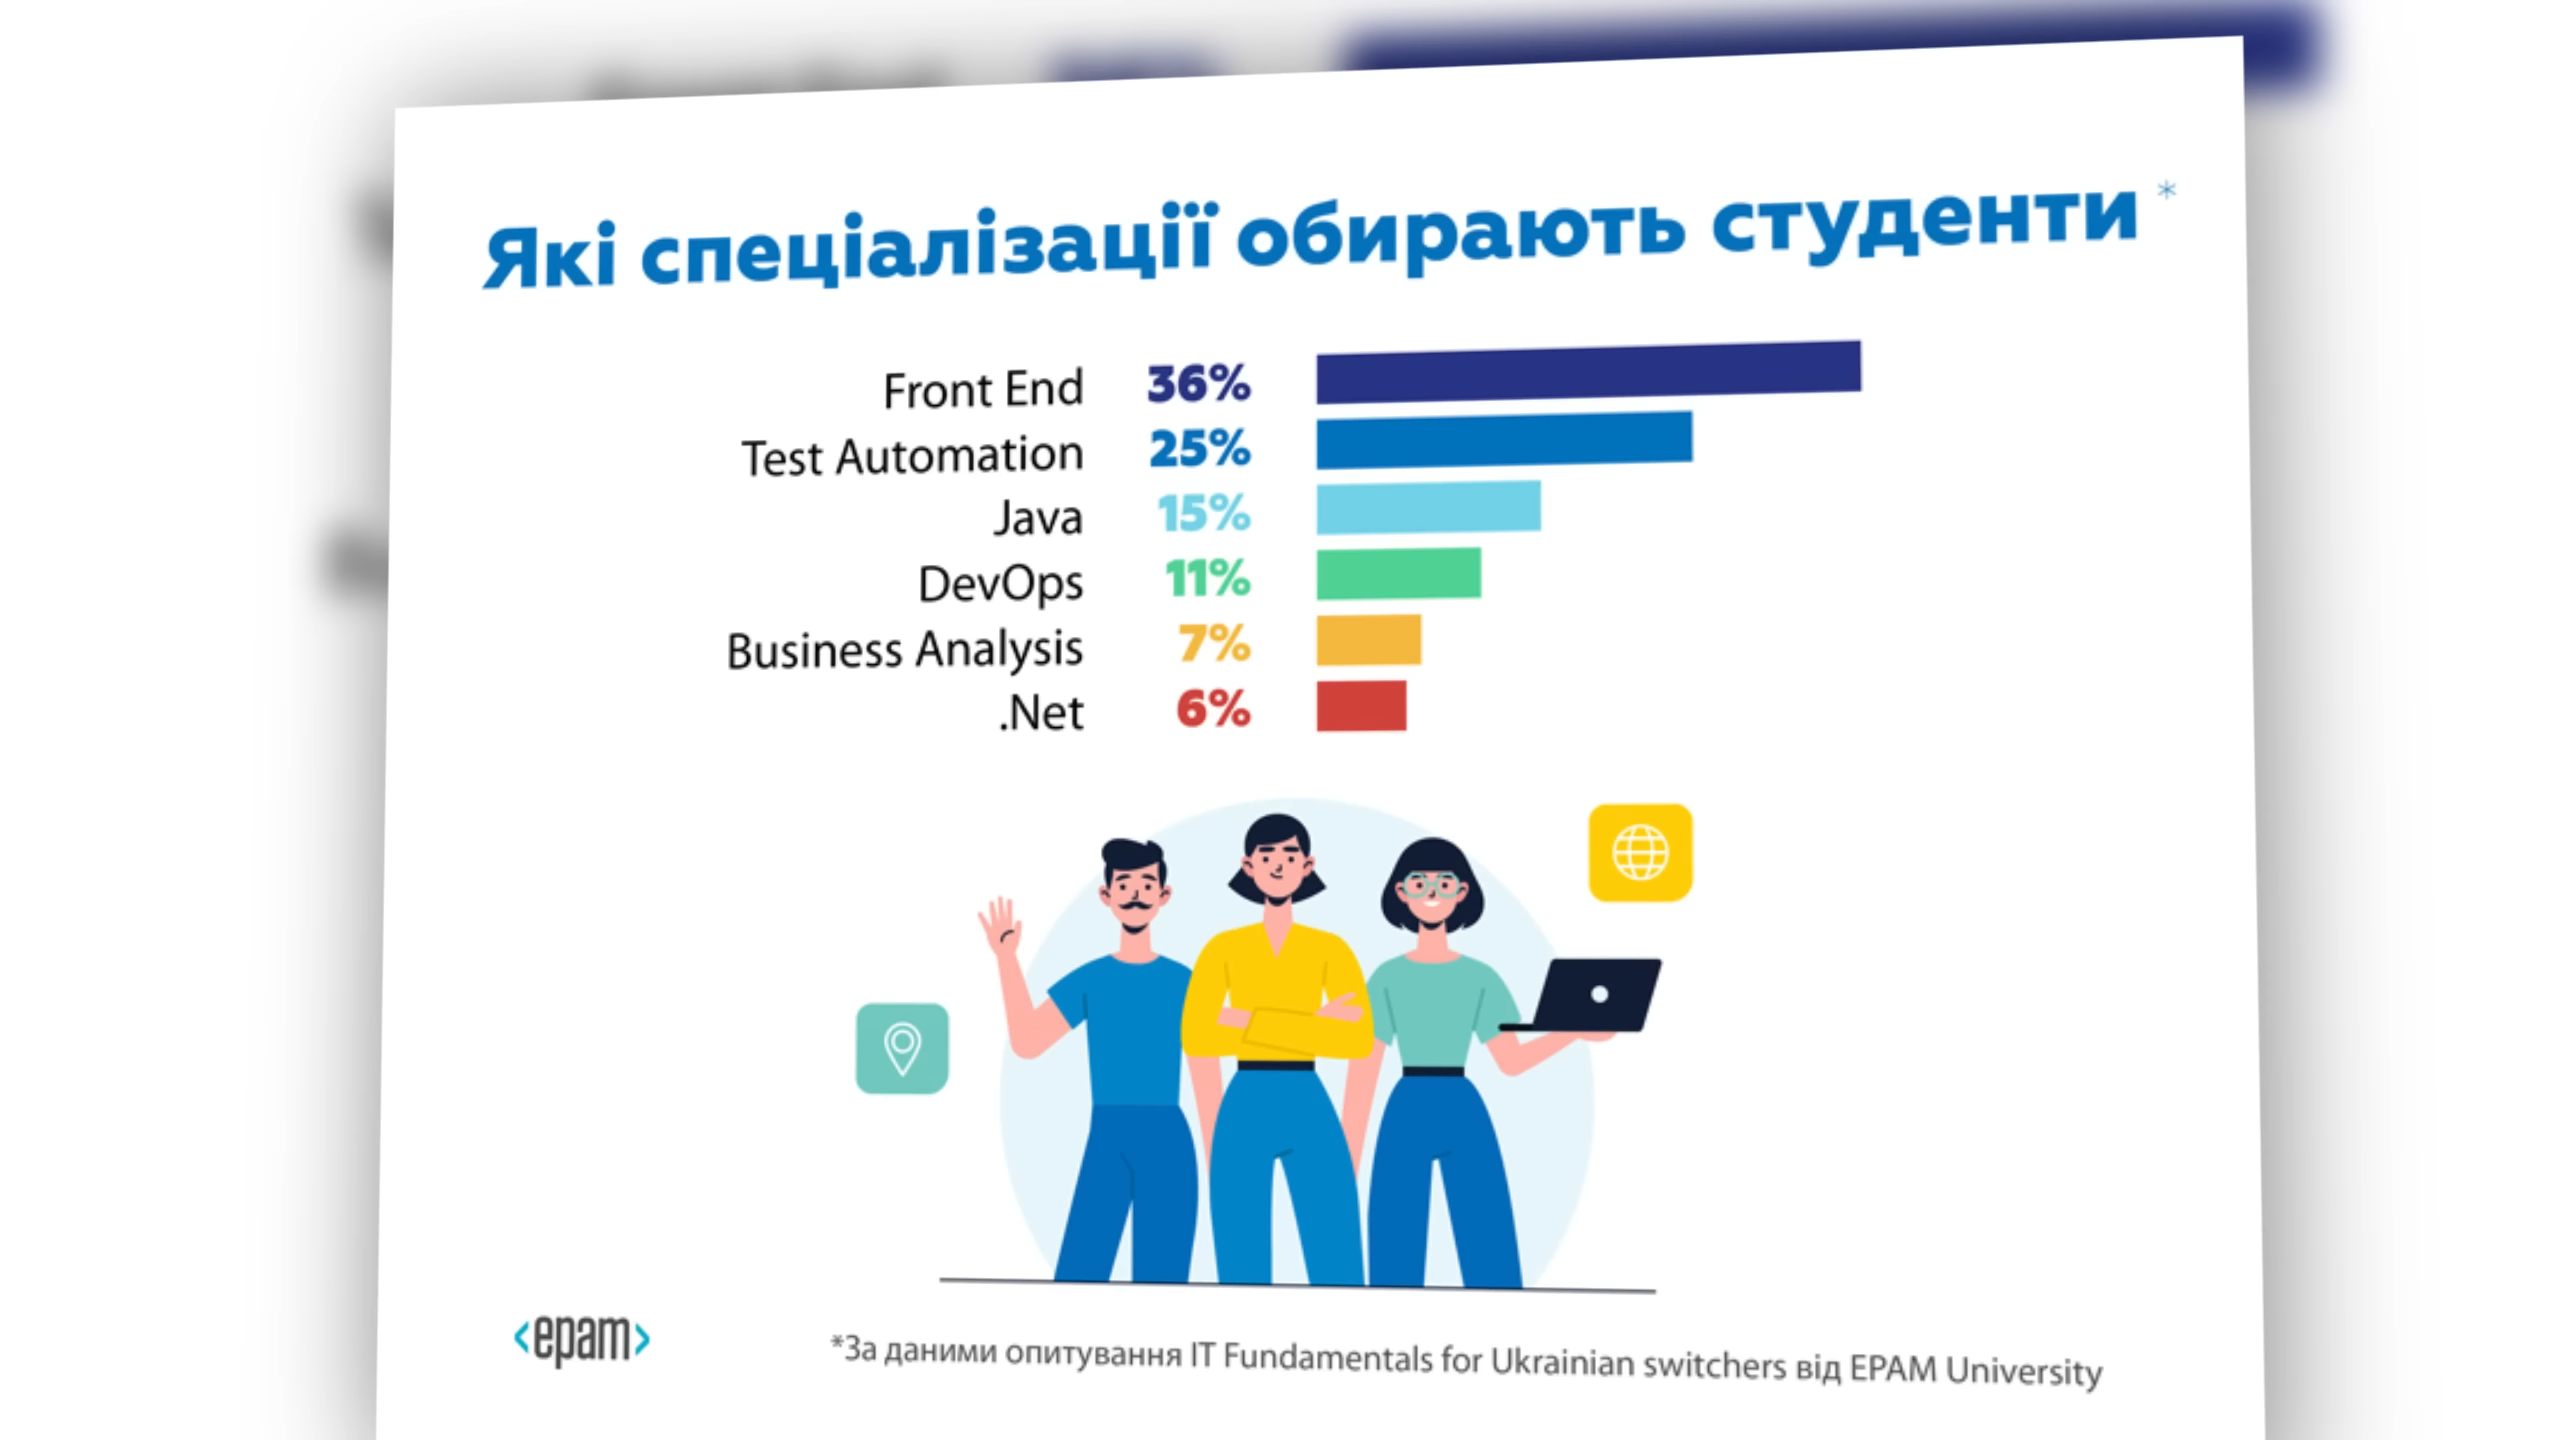 Які спеціалізації обирають студенти *
Front End 36%
Test Automation 25%
Java 15%
DevOps 11%
Business Analysis 7%
.Net 6%
<epam>
*За даними опитування IT Fundamentals for Ukrainian switchers від EPAM University